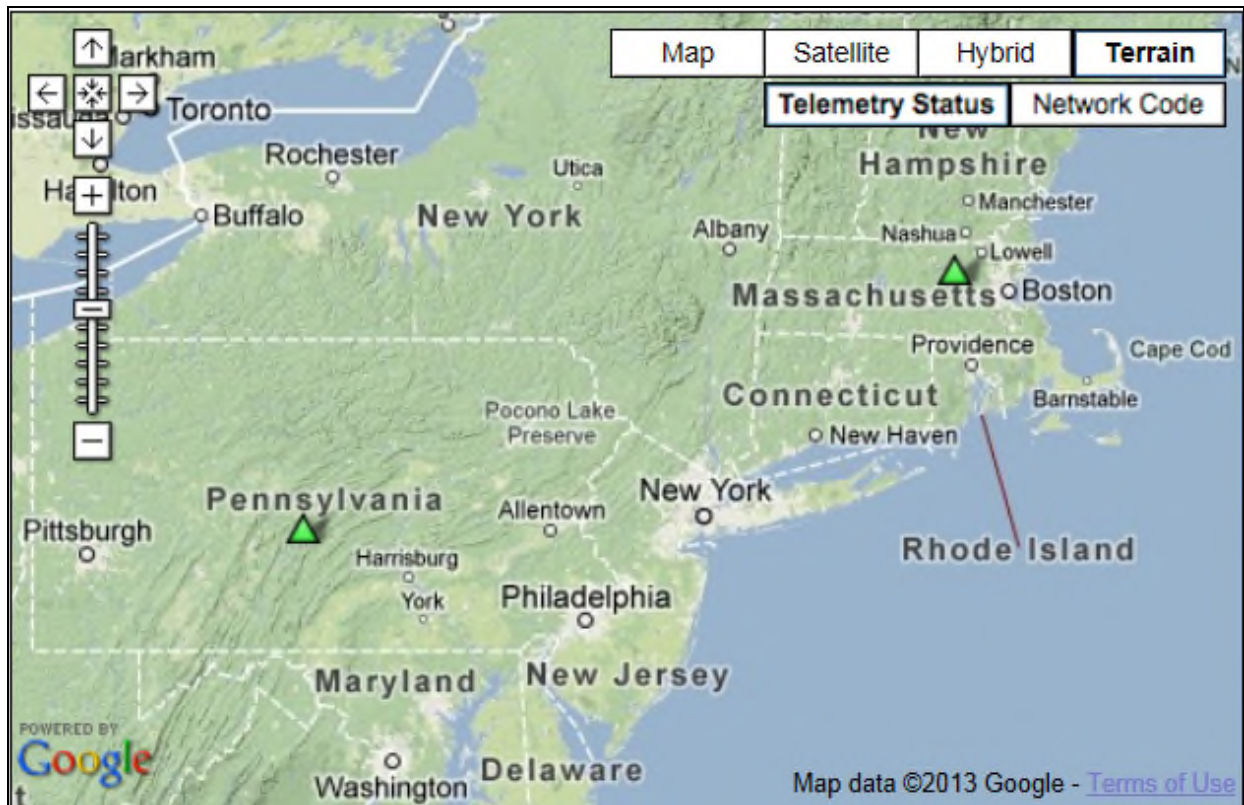 Markham
Map Satellite Hybrid Terrain
Toronto
Telemetry Status Network Code
New
Hampshire
Rochester
Utica
Manchester
Buffalo
New York
Albany
Nashua
Lowell
Massachusetts
Boston
Providence
Cape Cod
Connecticut
Barnstable
Pocono Lake
Preserve
New Haven
Pennsylvania
New York
Allentown
Pittsburgh
Harrisburg
Rhode Island
York
Philadelphia
Maryland
New Jersey
POWERED BY
Google
Washington
Delaware
Map data ©2013 Google - Terms of Use
t